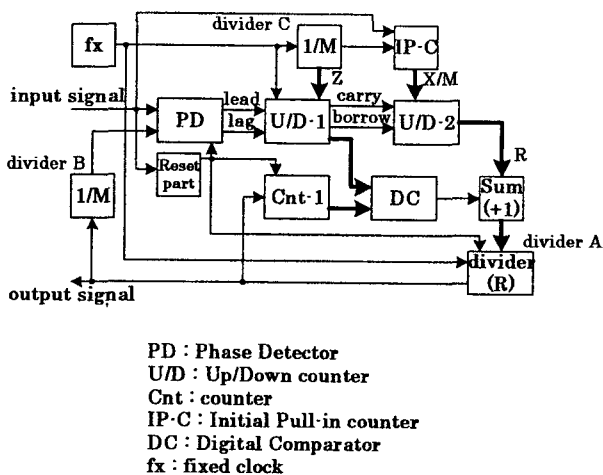 divider C
fx
1/M
IP-C
Z
X/M
input signal
lead
carry
PD
U/D-1
U/D-2
lag
borrow
divider B
R
Reset
part
1/M
Cnt-1
DC
Sum
(+1)
divider A
divider
(R)
output signal
PD : Phase Detector
U/D : Up/Down counter
Cnt : counter
IP-C : Initial Pull-in counter
DC : Digital Comparator
fx : fixed clock